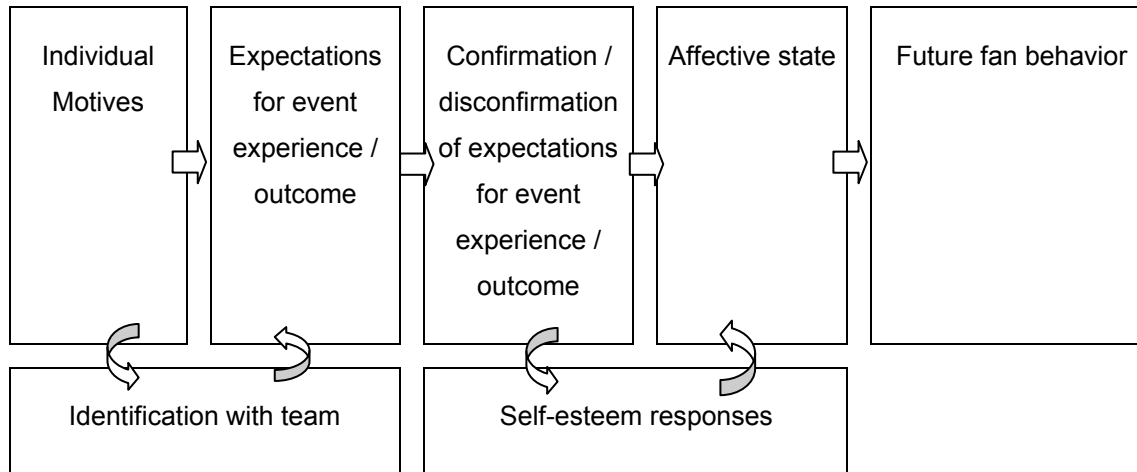 Individual
Motives
Expectations
for event
experience /
outcome
Confirmation /
disconfirmation
of expectations
for event
experience /
outcome
Affective state
Future fan behavior
Identification with team
Self-esteem responses